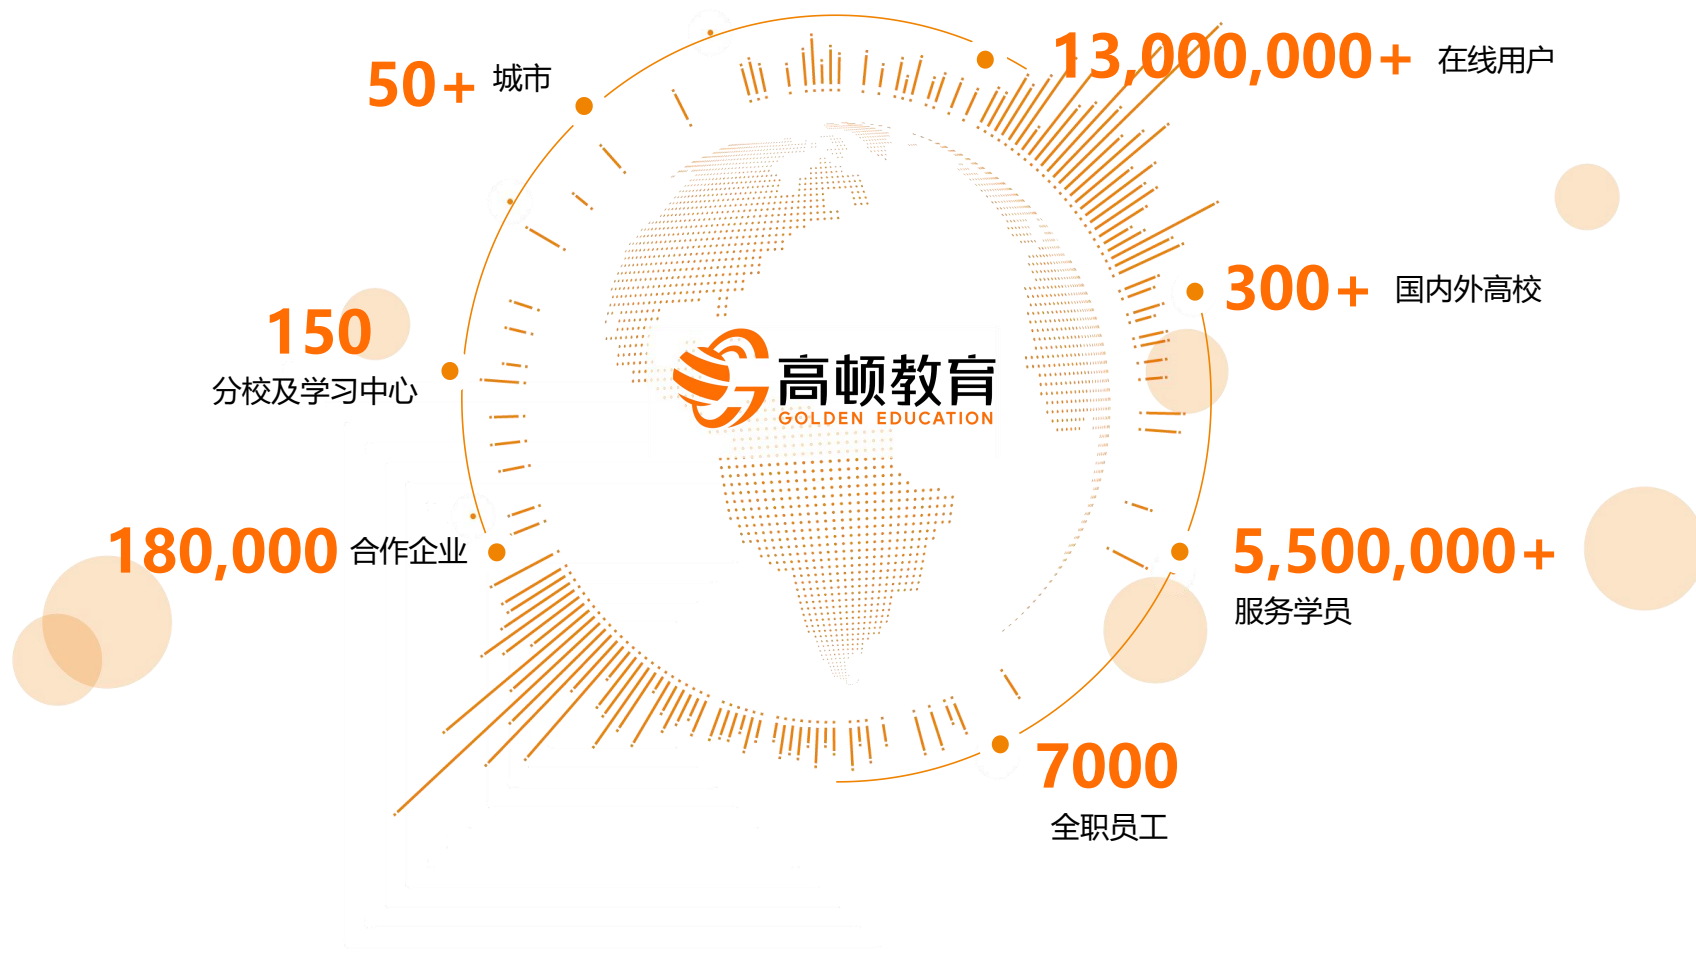 13,000,000+ 在线用户
50+ 城市
300+ 国内外高校
150
分校及学习中心
高顿教育
GOLDEN EDUCATION
180,000 合作企业
5,500,000+
服务学员
7000
全职员工